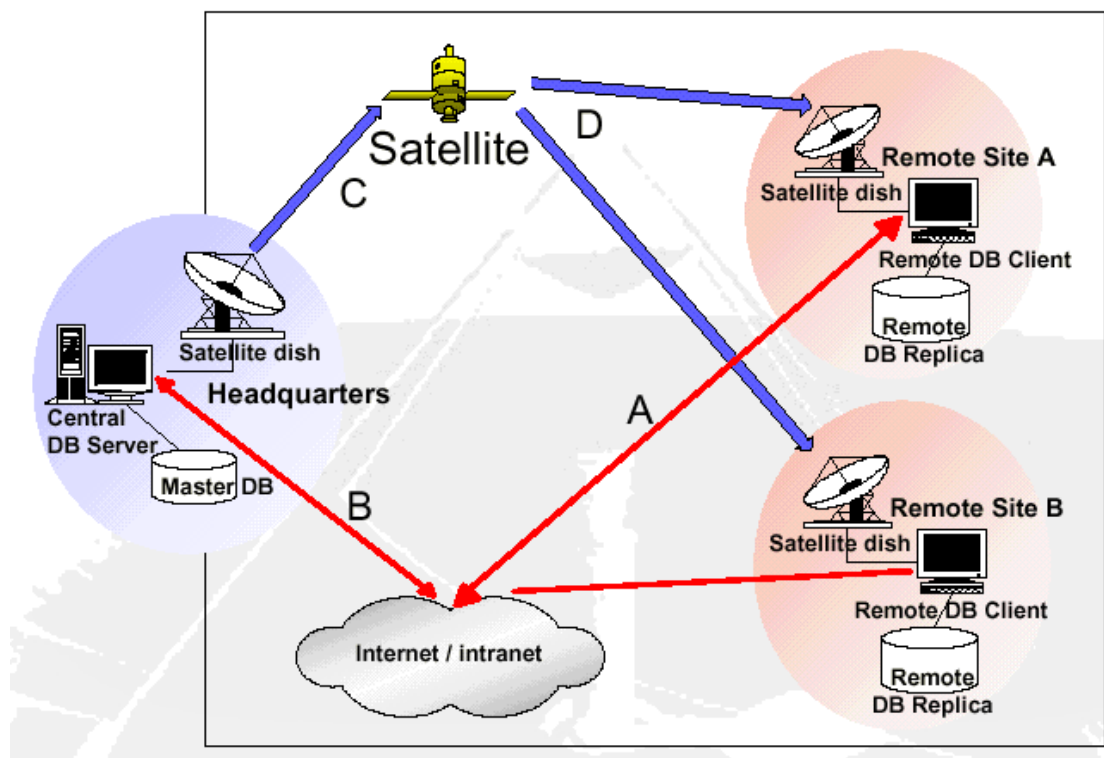 Satellite
D
C
Satellite dish
Headquarters
Central
DB Server
Master DB
B
A
Internet / intranet
Remote Site A
Satellite dish
Remote DB Client
Remote
DB Replica
Remote Site B
Satellite dish
Remote DB Client
Remote
DB Replica